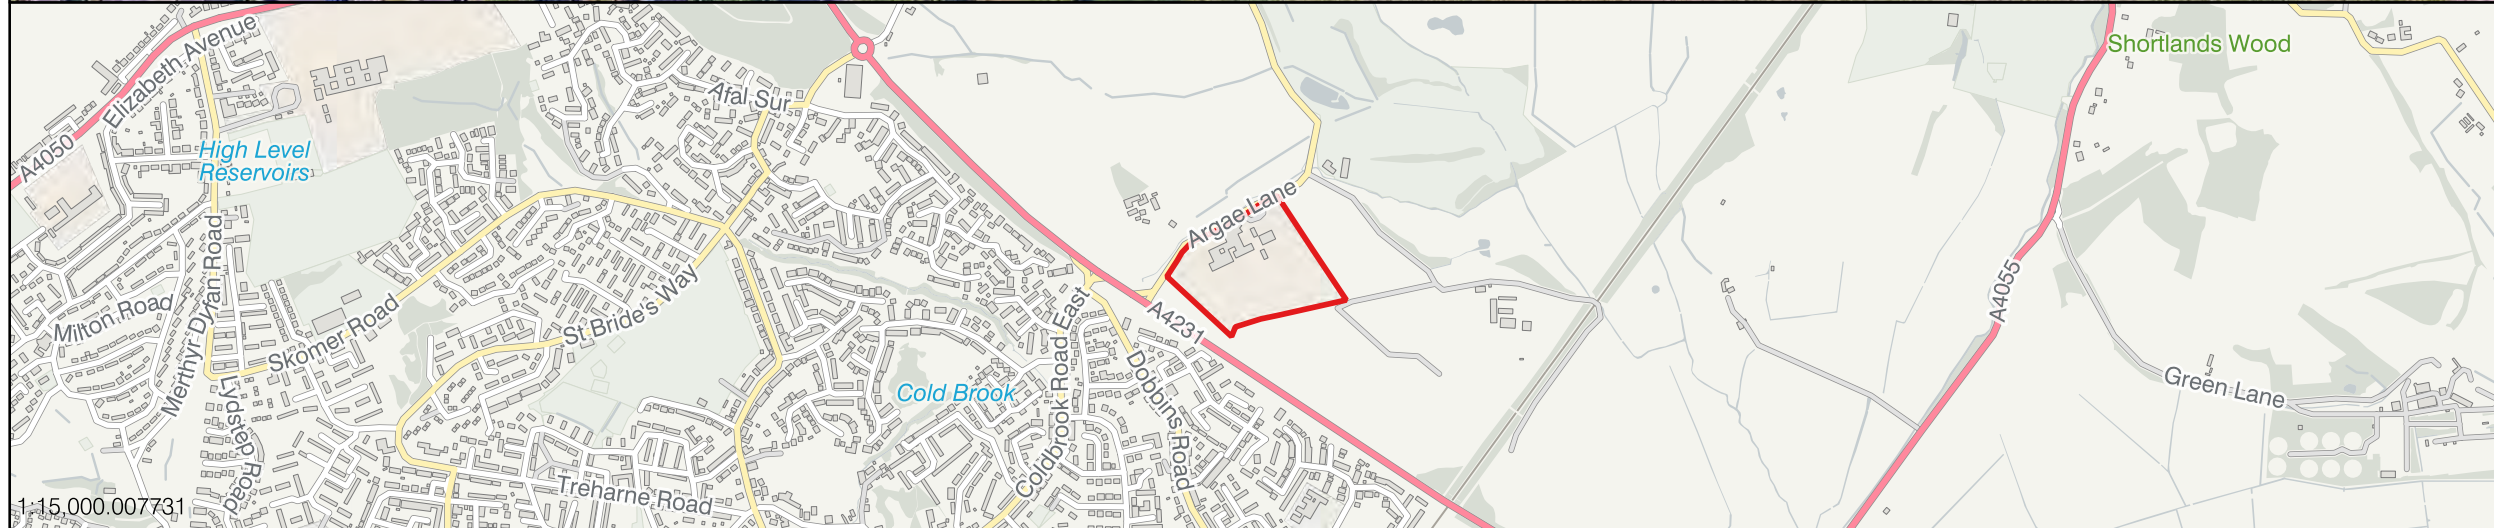 Elizabeth Avenue
Shortlands Wood
Afal Sur
A4050
High Level
Reservoirs
Argae Lane
Merthyr Dyfan Road
Milton Road
Skomer Road
St Bride's Way
A4231
A4055
Coldbrook Road East
Cold Brook
Dobbins Road
Green Lane
Lydstep Road
Treharne Road
1:15,000.007731